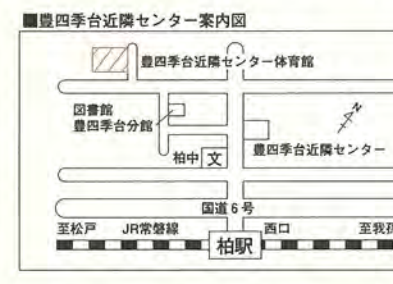 ■豊四季台近隣センター案内図
豊四季台近隣センター体育館
図書館
豊四季台分館
N
柏中 文
豊四季台近隣センター
国道6号
至松戸 JR常磐線 西口 至我孫
柏駅